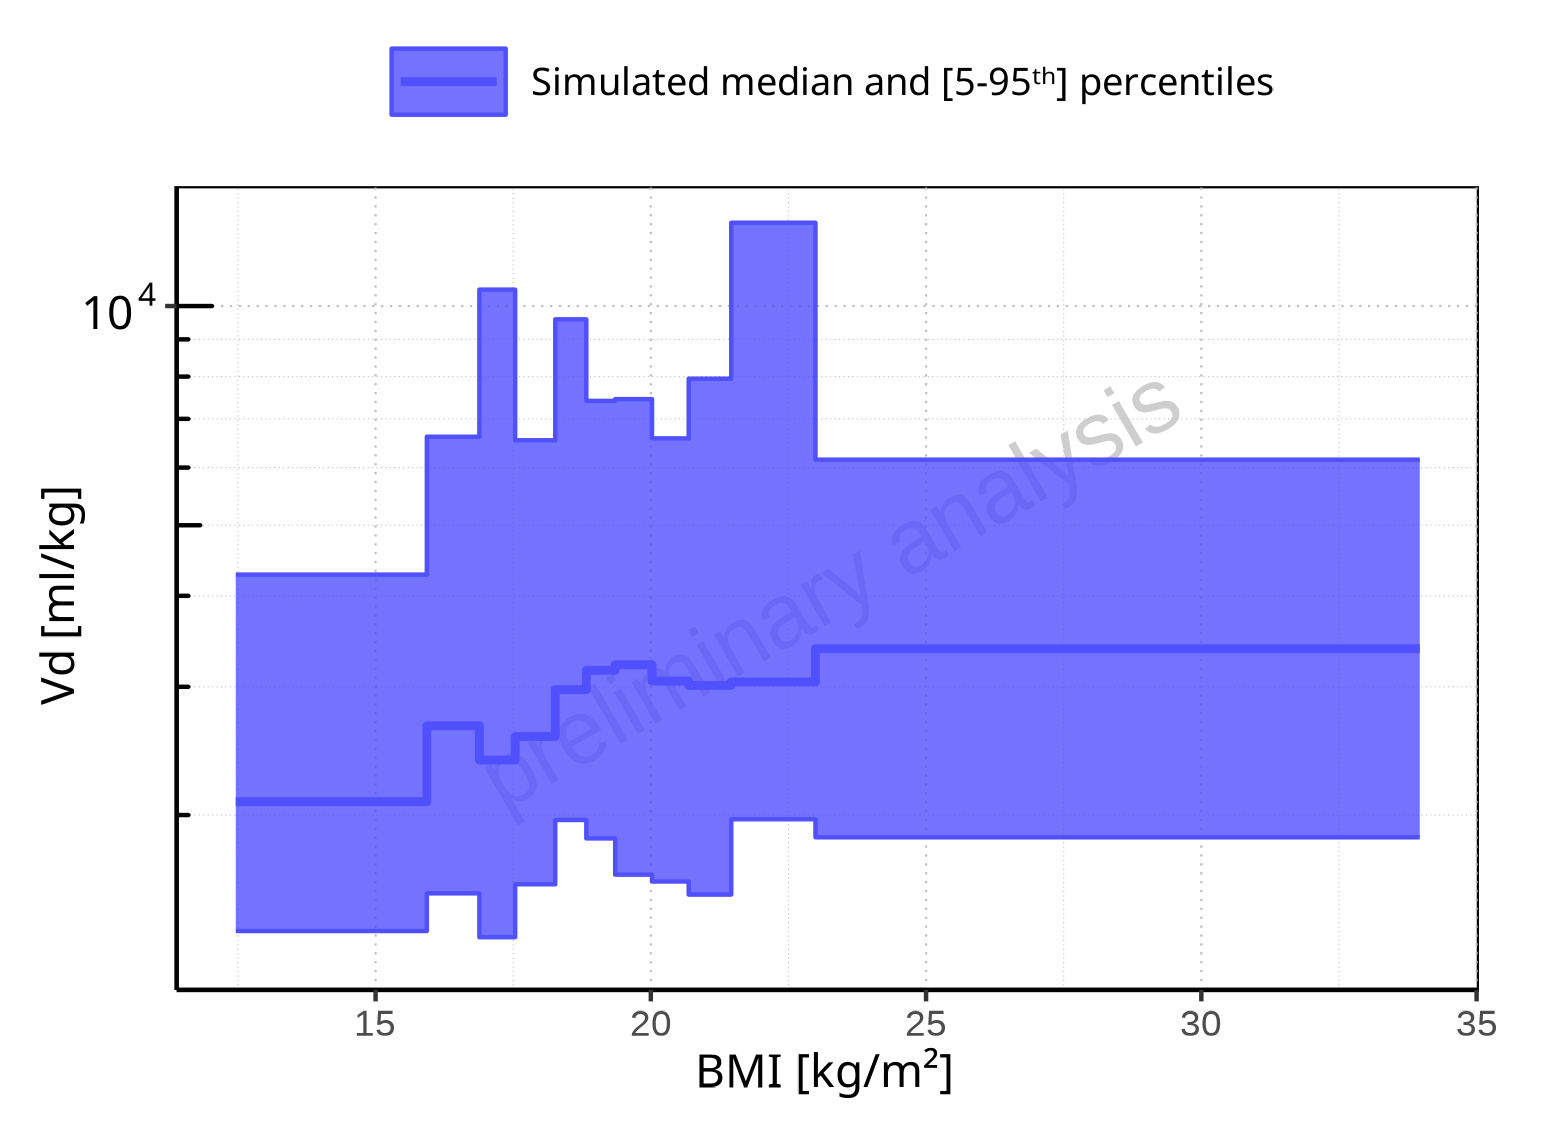 Simulated median and [5-95ᵗʰ] percentiles
10⁴
Vd [ml/kg]
preliminary analysis
15 20 25 30 35
BMI [kg/m²]